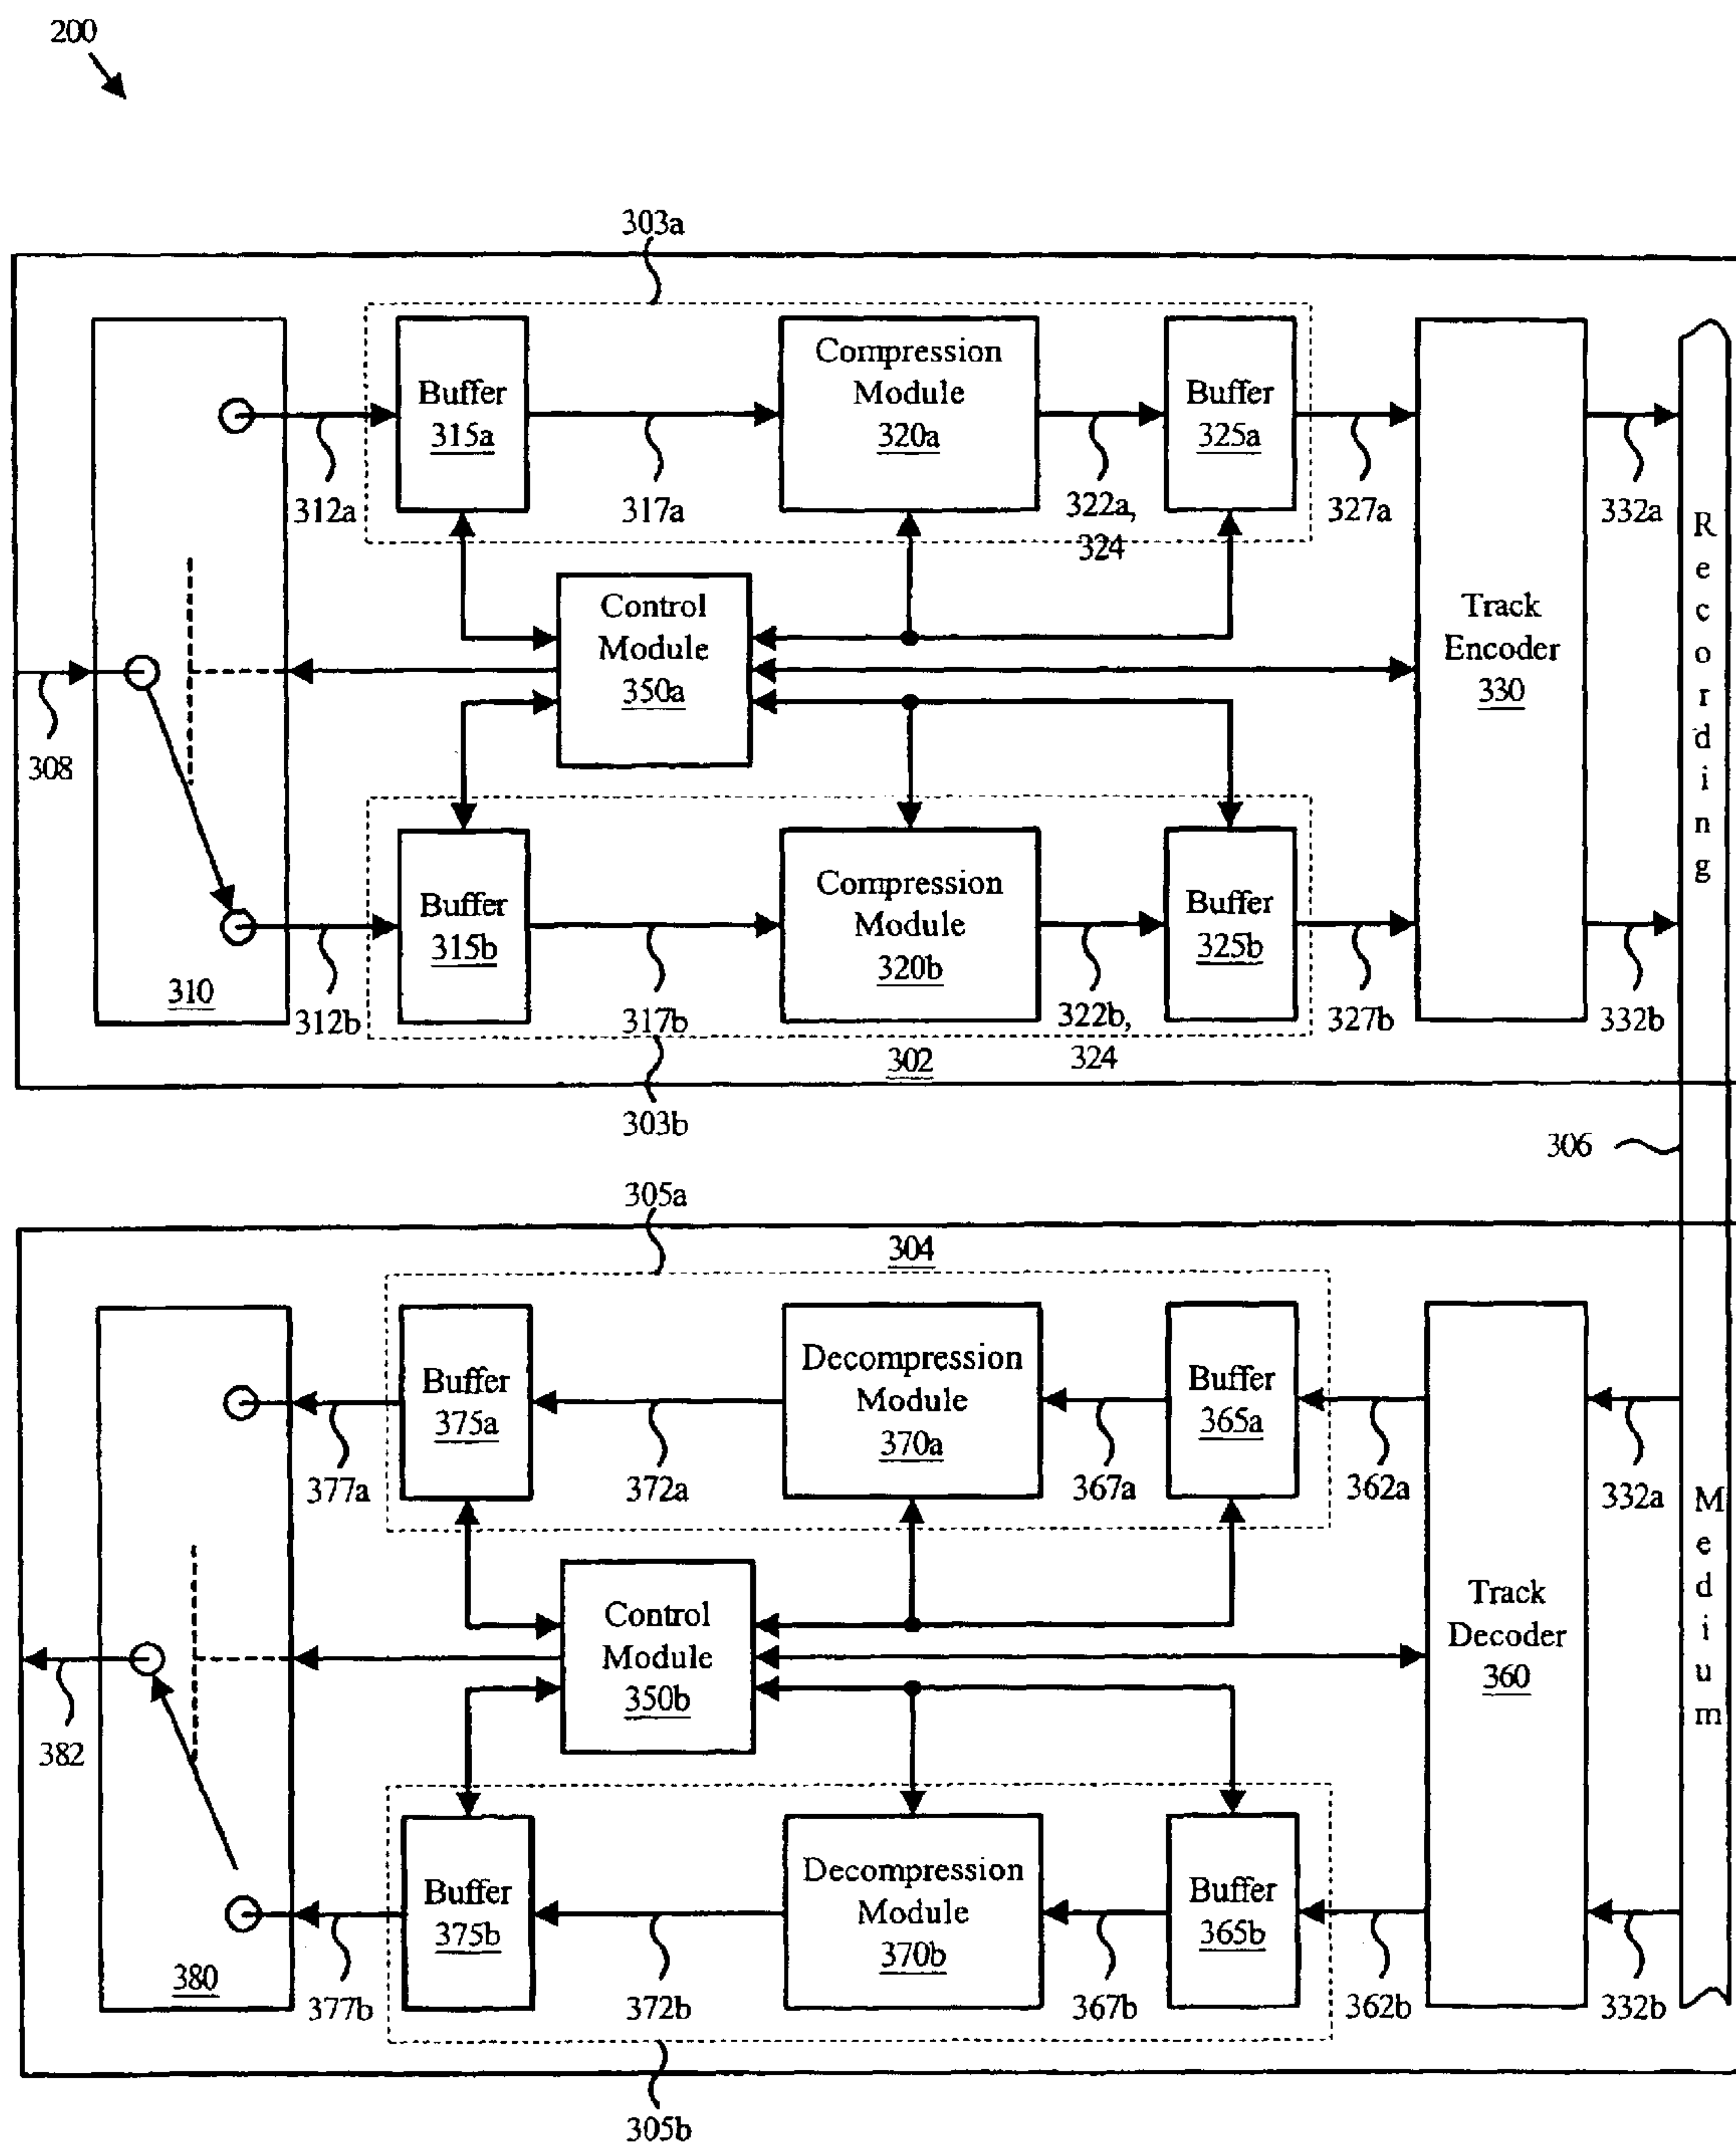 200
303a
Buffer
315a
Compression
Module
320a
Buffer
325a
312a
317a
322a,
324
327a
332a
Control
Module
350a
Track
Encoder
330
308
Buffer
315b
Compression
Module
320b
Buffer
325b
310
312b
317b
322b,
324
327b
332b
302
303b
Recording
306
305a
304
Buffer
375a
Decompression
Module
370a
Buffer
365a
377a
372a
367a
362a
332a
Control
Module
350b
Track
Decoder
360
382
Buffer
375b
Decompression
Module
370b
Buffer
365b
380
377b
372b
367b
362b
332b
Medium
305b